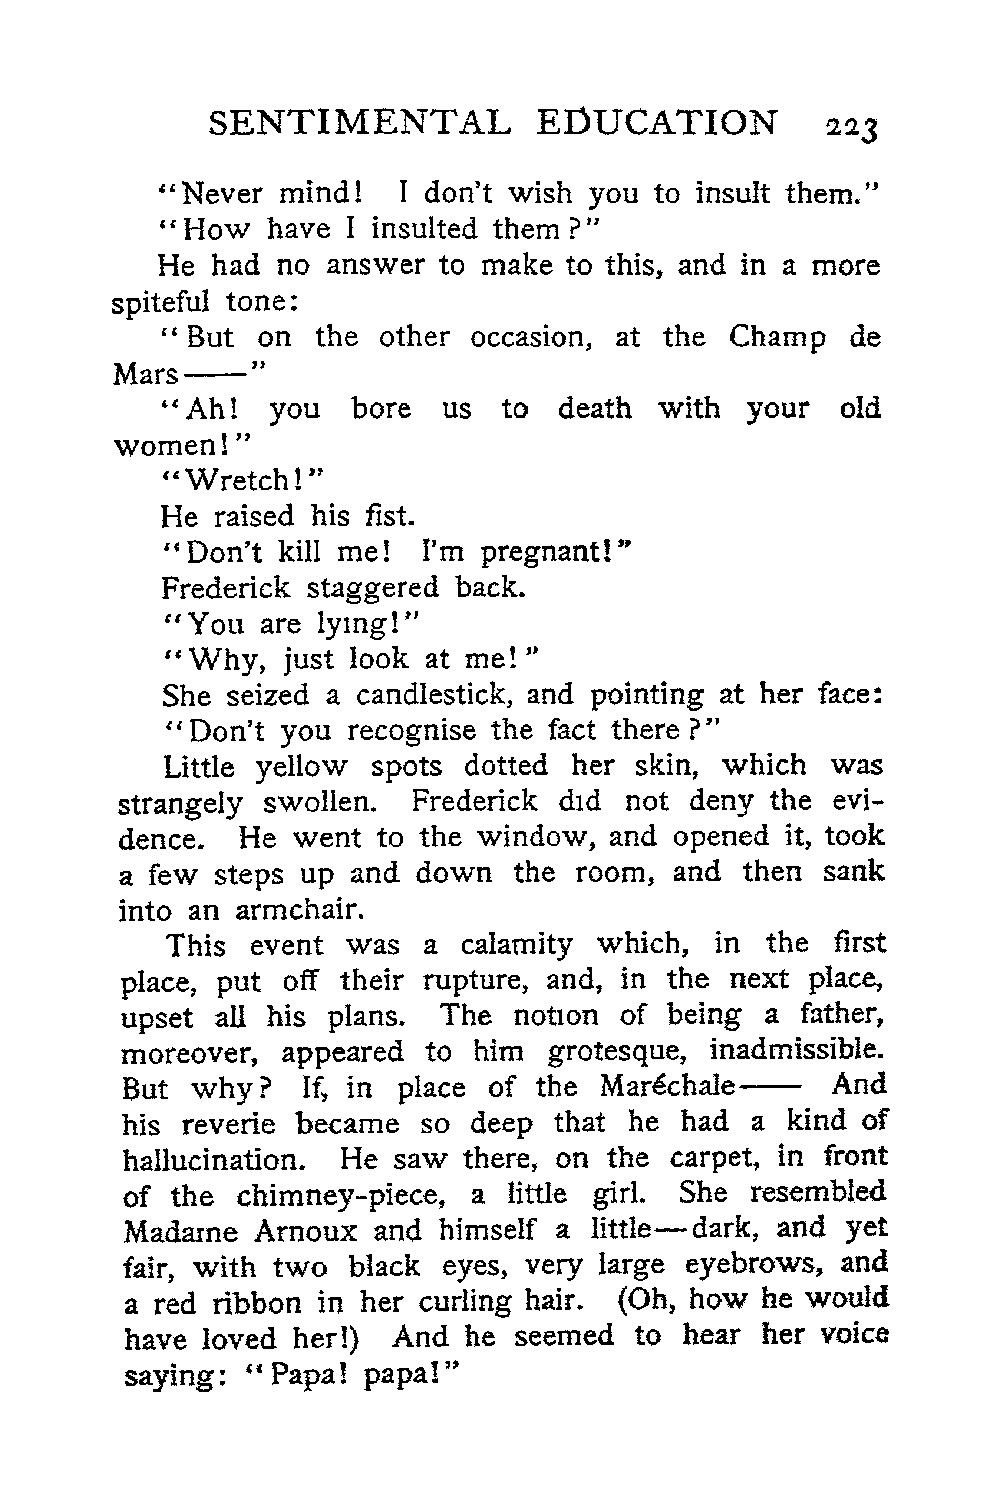 SENTIMENTAL EDUCATION 223
"Never mind! I don't wish you to insult them."
"How have I insulted them?"
He had no answer to make to this, and in a more
spiteful tone:
"But on the other occasion, at the Champ de
Mars——"
"Ah! you bore us to death with your old
women!"
"Wretch!"
He raised his fist.
"Don't kill me! I'm pregnant!"
Frederick staggered back.
"You are lying!"
"Why, just look at me!"
She seized a candlestick, and pointing at her face:
"Don't you recognise the fact there?"
Little yellow spots dotted her skin, which was
strangely swollen. Frederick did not deny the evi-
dence. He went to the window, and opened it, took
a few steps up and down the room, and then sank
into an armchair.
This event was a calamity which, in the first
place, put off their rupture, and, in the next place,
upset all his plans. The notion of being a father,
moreover, appeared to him grotesque, inadmissible.
But why? If, in place of the Maréchale—— And
his reverie became so deep that he had a kind of
hallucination. He saw there, on the carpet, in front
of the chimney-piece, a little girl. She resembled
Madame Arnoux and himself a little—dark, and yet
fair, with two black eyes, very large eyebrows, and
a red ribbon in her curling hair. (Oh, how he would
have loved her!) And he seemed to hear her voice
saying: "Papa! papa!"